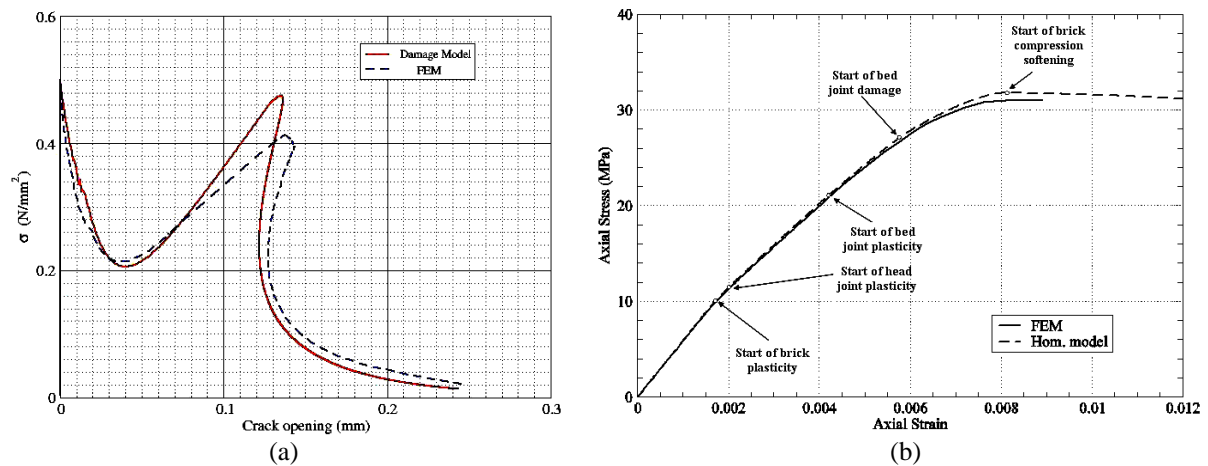 0.6
0.4
0.2
0
σ (N/mm²)
Damage Model
FEM
0
0.1
0.2
0.3
Crack opening (mm)
(a)
40
30
20
10
0
Axial Stress (MPa)
Start of brick
compression
softening
Start of bed
joint damage
Start of bed
joint plasticity
Start of head
joint plasticity
Start of brick
plasticity
FEM
Hom. model
0
0.002
0.004
0.006
0.008
0.01
0.012
Axial Strain
(b)